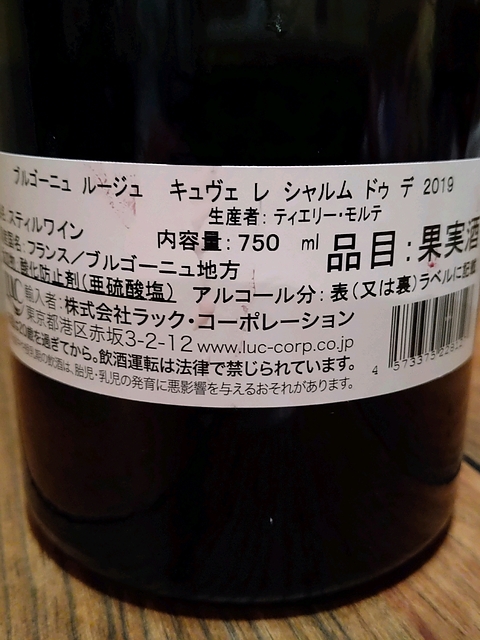 ブルゴーニュ ルージュ キュヴェ レ シャルム ドゥ デ 2019
生産者: ティエリー・モルテ
スティルワイン
内容量: 750 ml
品目: 果実酒
フランス/ブルゴーニュ地方
酸化防止剤(亜硫酸塩)
アルコール分: 表(又は裏)ラベルに記載
輸入者: 株式会社ラック・コーポレーション
東京都港区赤坂3-2-12 www.luc-corp.co.jp
20歳を過ぎてから。飲酒運転は法律で禁じられています。
飲酒は、胎児・乳児の発育に悪影響を与えるおそれがあります。